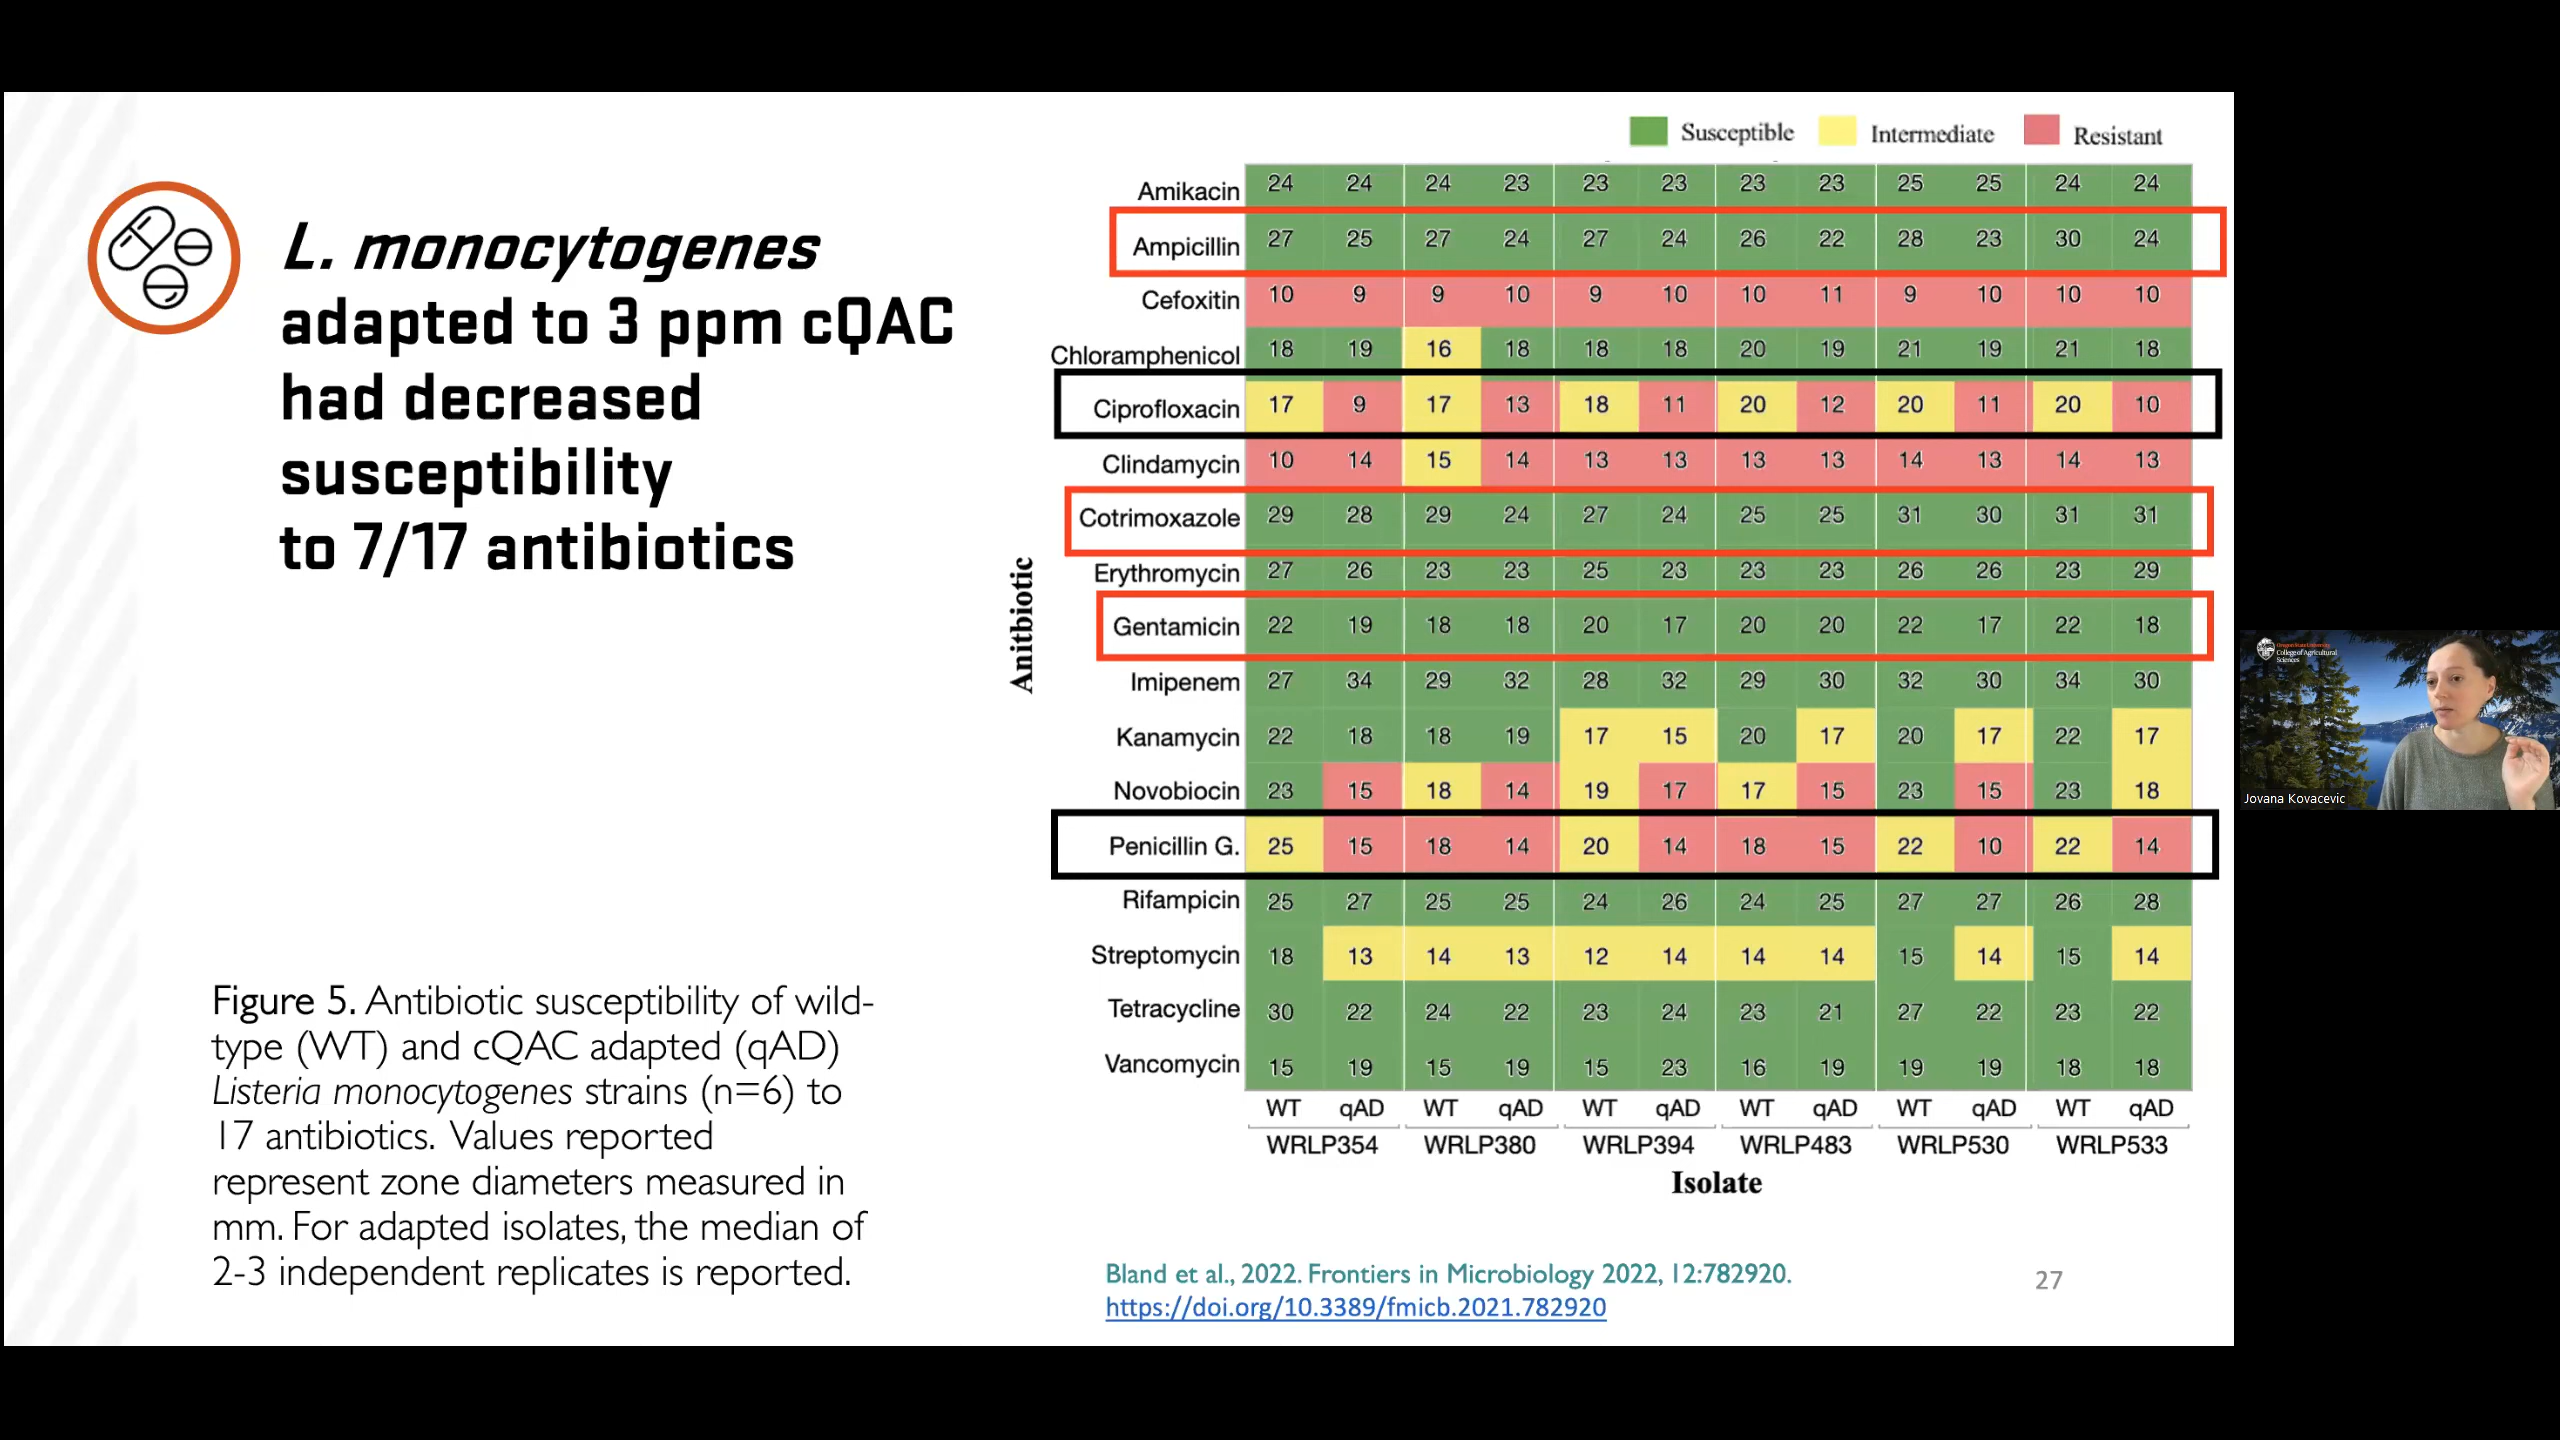 Susceptible Intermediate Resistant
L. monocytogenes
adapted to 3 ppm cQAC
had decreased
susceptibility
to 7/17 antibiotics
Figure 5. Antibiotic susceptibility of wild-
type (WT) and cQAC adapted (qAD)
Listeria monocytogenes strains (n=6) to
17 antibiotics. Values reported
represent zone diameters measured in
mm. For adapted isolates, the median of
2-3 independent replicates is reported.
Anitbiotic
Amikacin 24 24 24 23 23 23 23 23 25 25 24 24
Ampicillin 27 25 27 24 27 24 26 22 28 23 30 24
Cefoxitin 10 9 9 10 9 10 10 11 9 10 10 10
Chloramphenicol 18 19 16 18 18 18 20 19 21 19 21 18
Ciprofloxacin 17 9 17 13 18 11 20 12 20 11 20 10
Clindamycin 10 14 15 14 13 13 13 13 14 13 14 13
Cotrimoxazole 29 28 29 24 27 24 25 25 31 30 31 31
Erythromycin 27 26 23 23 25 23 23 23 26 26 23 29
Gentamicin 22 19 18 18 20 17 20 20 22 17 22 18
Imipenem 27 34 29 32 28 32 29 30 32 30 34 30
Kanamycin 22 18 18 19 17 15 20 17 20 17 22 17
Novobiocin 23 15 18 14 19 17 17 15 23 15 23 18
Penicillin G. 25 15 18 14 20 14 18 15 22 10 22 14
Rifampicin 25 27 25 25 24 26 24 25 27 27 26 28
Streptomycin 18 13 14 13 12 14 14 14 15 14 15 14
Tetracycline 30 22 24 22 23 24 23 21 27 22 23 22
Vancomycin 15 19 15 19 15 23 16 19 19 19 18 18
WT qAD WT qAD WT qAD WT qAD WT qAD WT qAD
WRLP354 WRLP380 WRLP394 WRLP483 WRLP530 WRLP533
Isolate
Bland et al., 2022. Frontiers in Microbiology 2022, 12:782920.
https://doi.org/10.3389/fmicb.2021.782920
27
Oregon State University
College of Agricultural
Sciences
Jovana Kovacevic